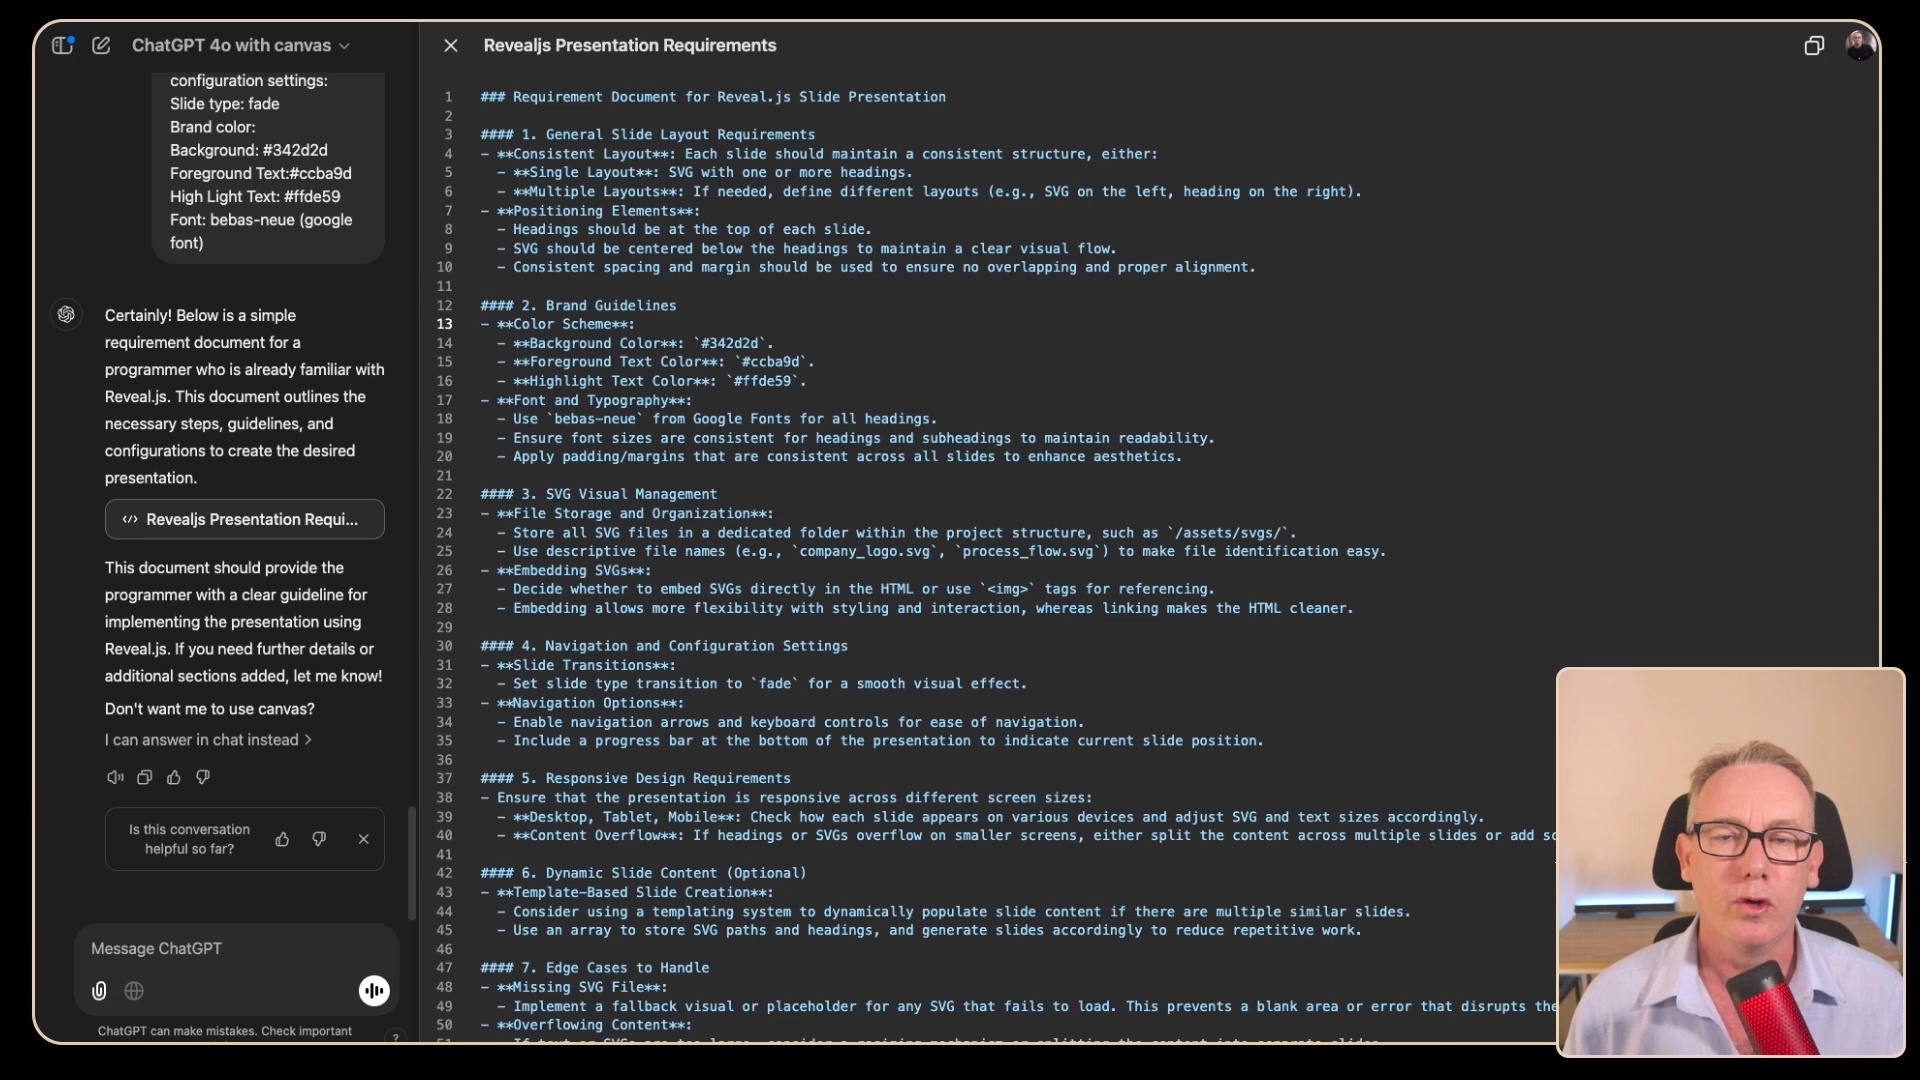 ChatGPT 4o with canvas
configuration settings:
Slide type: fade
Brand color:
Background: #342d2d
Foreground Text:#ccba9d
High Light Text: #ffde59
Font: bebas-neue (google
font)
Certainly! Below is a simple
requirement document for a
programmer who is already familiar with
Reveal.js. This document outlines the
necessary steps, guidelines, and
configurations to create the desired
presentation.
Revealjs Presentation Requi...
This document should provide the
programmer with a clear guideline for
implementing the presentation using
Reveal.js. If you need further details or
additional sections added, let me know!
Don't want me to use canvas?
I can answer in chat instead >
Is this conversation
helpful so far?
Message ChatGPT
ChatGPT can make mistakes. Check important
?
Revealjs Presentation Requirements
1 ### Requirement Document for Reveal.js Slide Presentation
2
3 #### 1. General Slide Layout Requirements
4 - **Consistent Layout**: Each slide should maintain a consistent structure, either:
5 - **Single Layout**: SVG with one or more headings.
6 - **Multiple Layouts**: If needed, define different layouts (e.g., SVG on the left, heading on the right).
7 - **Positioning Elements**:
8 - Headings should be at the top of each slide.
9 - SVG should be centered below the headings to maintain a clear visual flow.
10 - Consistent spacing and margin should be used to ensure no overlapping and proper alignment.
11
12 #### 2. Brand Guidelines
13 - **Color Scheme**:
14 - **Background Color**: `#342d2d`.
15 - **Foreground Text Color**: `#ccba9d`.
16 - **Highlight Text Color**: `#ffde59`.
17 - **Font and Typography**:
18 - Use `bebas-neue` from Google Fonts for all headings.
19 - Ensure font sizes are consistent for headings and subheadings to maintain readability.
20 - Apply padding/margins that are consistent across all slides to enhance aesthetics.
21
22 #### 3. SVG Visual Management
23 - **File Storage and Organization**:
24 - Store all SVG files in a dedicated folder within the project structure, such as `/assets/svgs/`.
25 - Use descriptive file names (e.g., `company_logo.svg`, `process_flow.svg`) to make file identification easy.
26 - **Embedding SVGs**:
27 - Decide whether to embed SVGs directly in the HTML or use `<img>` tags for referencing.
28 - Embedding allows more flexibility with styling and interaction, whereas linking makes the HTML cleaner.
29
30 #### 4. Navigation and Configuration Settings
31 - **Slide Transitions**:
32 - Set slide type transition to `fade` for a smooth visual effect.
33 - **Navigation Options**:
34 - Enable navigation arrows and keyboard controls for ease of navigation.
35 - Include a progress bar at the bottom of the presentation to indicate current slide position.
36
37 #### 5. Responsive Design Requirements
38 - Ensure that the presentation is responsive across different screen sizes:
39 - **Desktop, Tablet, Mobile**: Check how each slide appears on various devices and adjust SVG and text sizes accordingly.
40 - **Content Overflow**: If headings or SVGs overflow on smaller screens, either split the content across multiple slides or add sc
41
42 #### 6. Dynamic Slide Content (Optional)
43 - **Template-Based Slide Creation**:
44 - Consider using a templating system to dynamically populate slide content if there are multiple similar slides.
45 - Use an array to store SVG paths and headings, and generate slides accordingly to reduce repetitive work.
46
47 #### 7. Edge Cases to Handle
48 - **Missing SVG File**:
49 - Implement a fallback visual or placeholder for any SVG that fails to load. This prevents a blank area or error that disrupts the
50 - **Overflowing Content**: